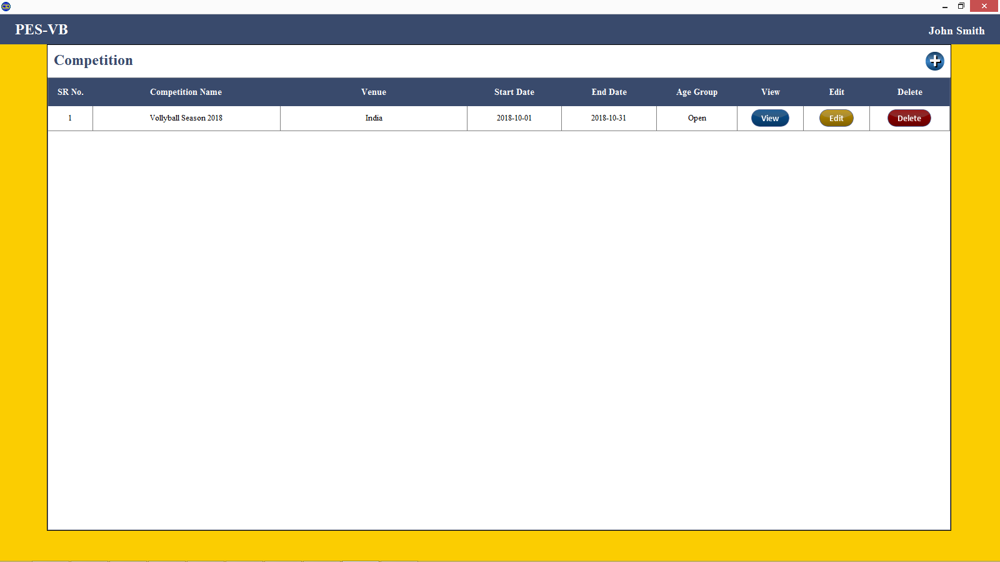 PES-VB
John Smith
Competition
SR No. Competition Name Venue Start Date End Date Age Group View Edit Delete
1 Vollyball Season 2018 India 2018-10-01 2018-10-31 Open View Edit Delete